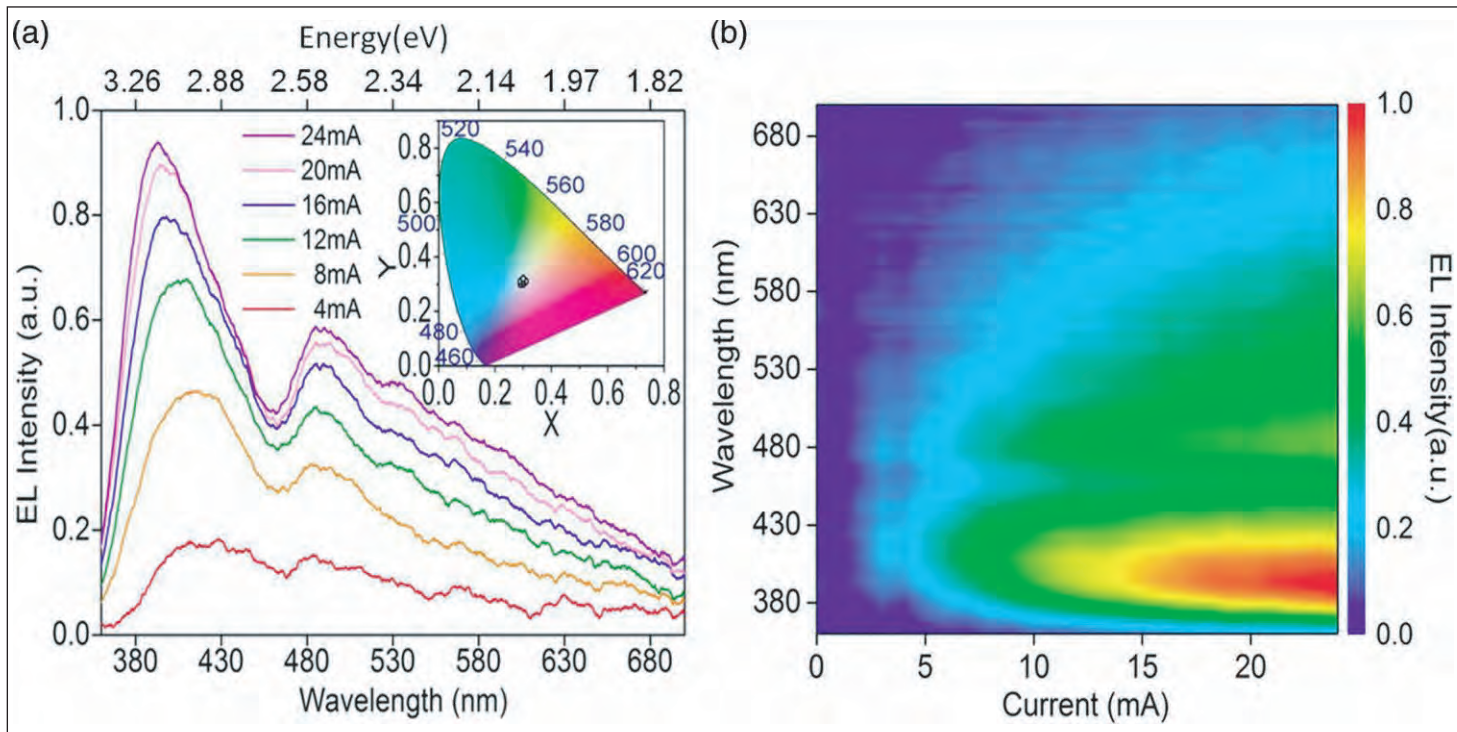 (a)
Energy(eV)
3.26 2.88 2.58 2.34 2.14 1.97 1.82
1.0
0.8
0.6
0.4
0.2
0.0
EL Intensity (a.u.)
24mA
20mA
16mA
12mA
8mA
4mA
520
540
560
580
600
620
500
480
460
0.8
0.6
0.4
0.2
0.0
Y
0.0 0.2 0.4 0.6 0.8
X
380 430 480 530 580 630 680
Wavelength (nm)
(b)
680
630
580
530
480
430
380
Wavelength (nm)
0 5 10 15 20
Current (mA)
1.0
0.8
0.6
0.4
0.2
0.0
EL Intensity(a.u.)